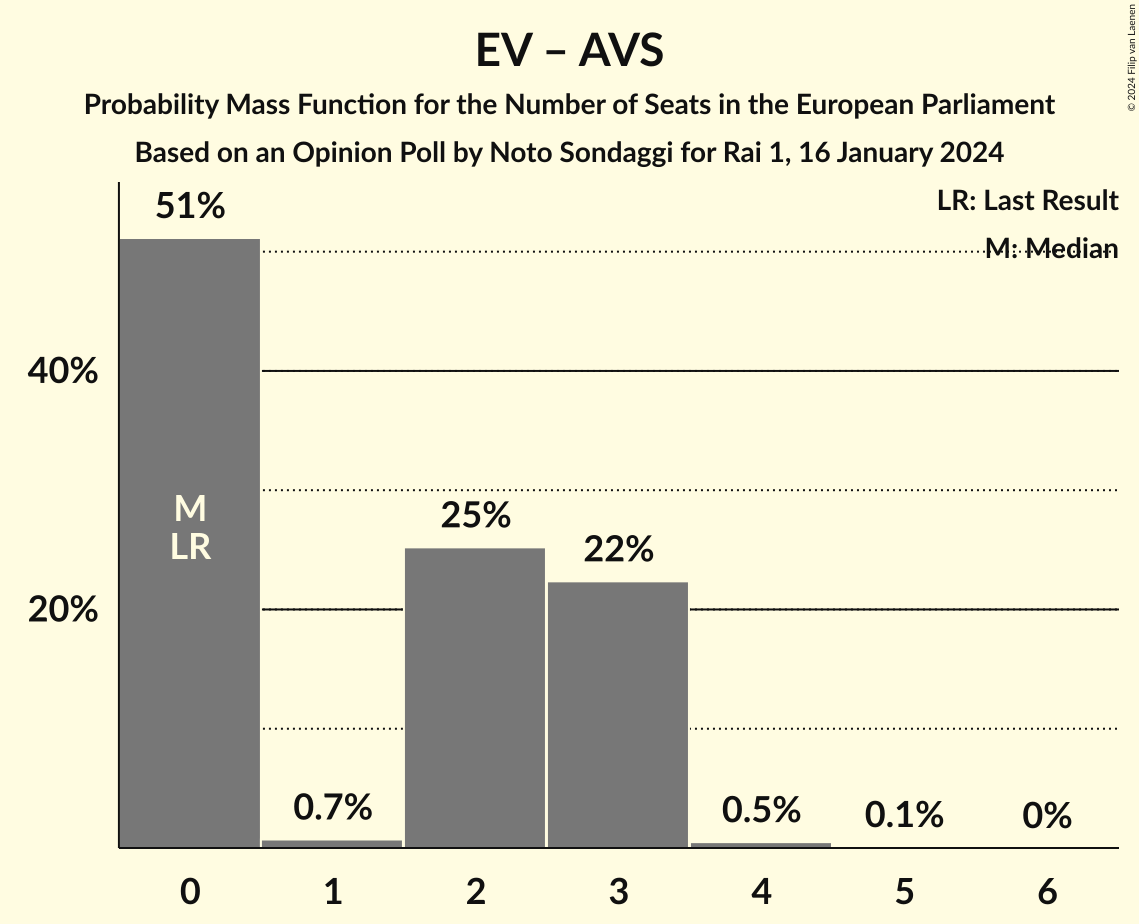 EV – AVS
Probability Mass Function for the Number of Seats in the European Parliament
Based on an Opinion Poll by Noto Sondaggi for Rai 1, 16 January 2024
© 2024 Filip van Laenen
LR: Last Result
M: Median
51%
40%
M
LR
25%
22%
20%
0.7%
0.5%
0.1%
0%
0 1 2 3 4 5 6